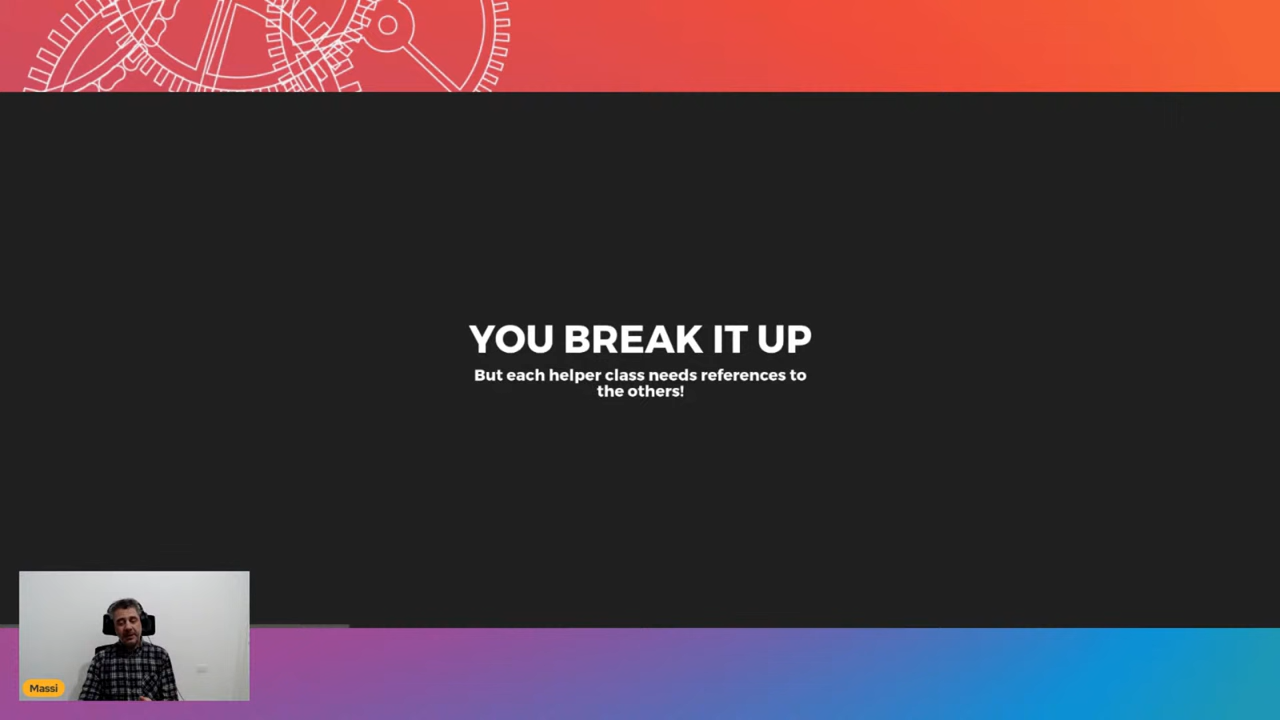 YOU BREAK IT UP
But each helper class needs references to
the others!
Massi